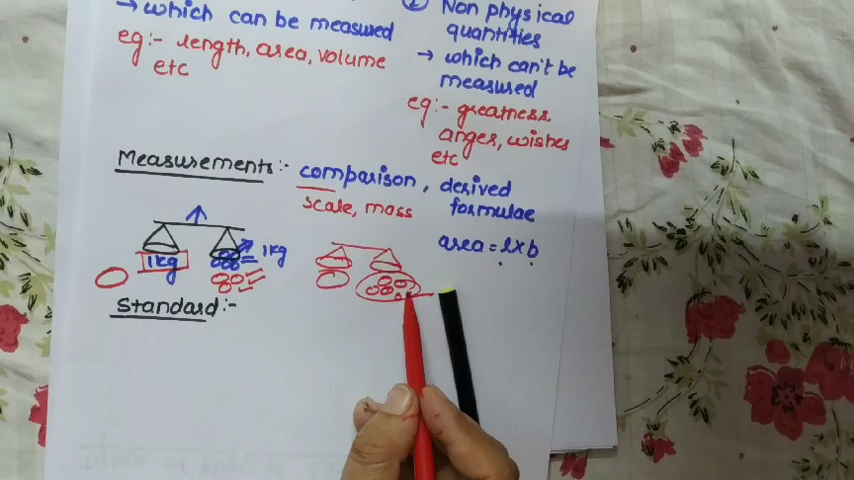 → which can be measured
eg:- length, area, volume
etc
② Non physical
quantities
→ which can't be
measured
eg:- greatness,
anger, wishes
etc
Measurements:- comparison, derived
scale, mass formulae
area = l x b
1kg
1kg
Standard:-